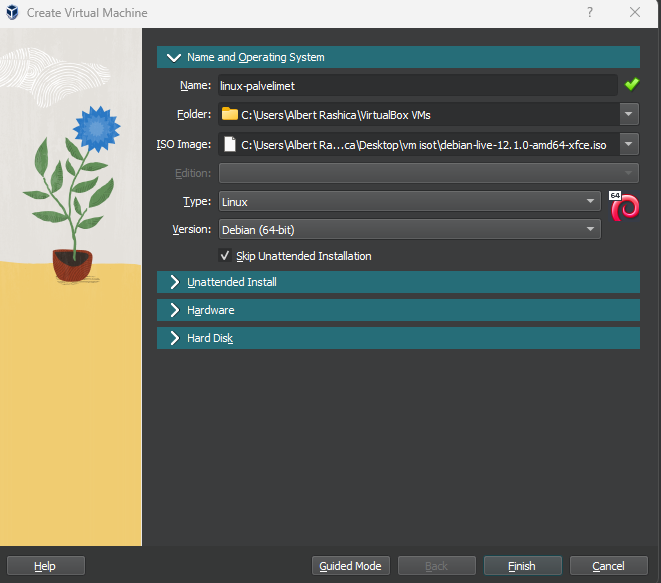 Create Virtual Machine
?
Name and Operating System
Name: linux-palvelimet
Folder: C:\Users\Albert Rashica\VirtualBox VMs
ISO Image: C:\Users\Albert Ra...ca\Desktop\vm isot\debian-live-12.1.0-amd64-xfce.iso
Edition:
Type: Linux
64
Version: Debian (64-bit)
Skip Unattended Installation
Unattended Install
Hardware
Hard Disk
Help Guided Mode Back Finish Cancel